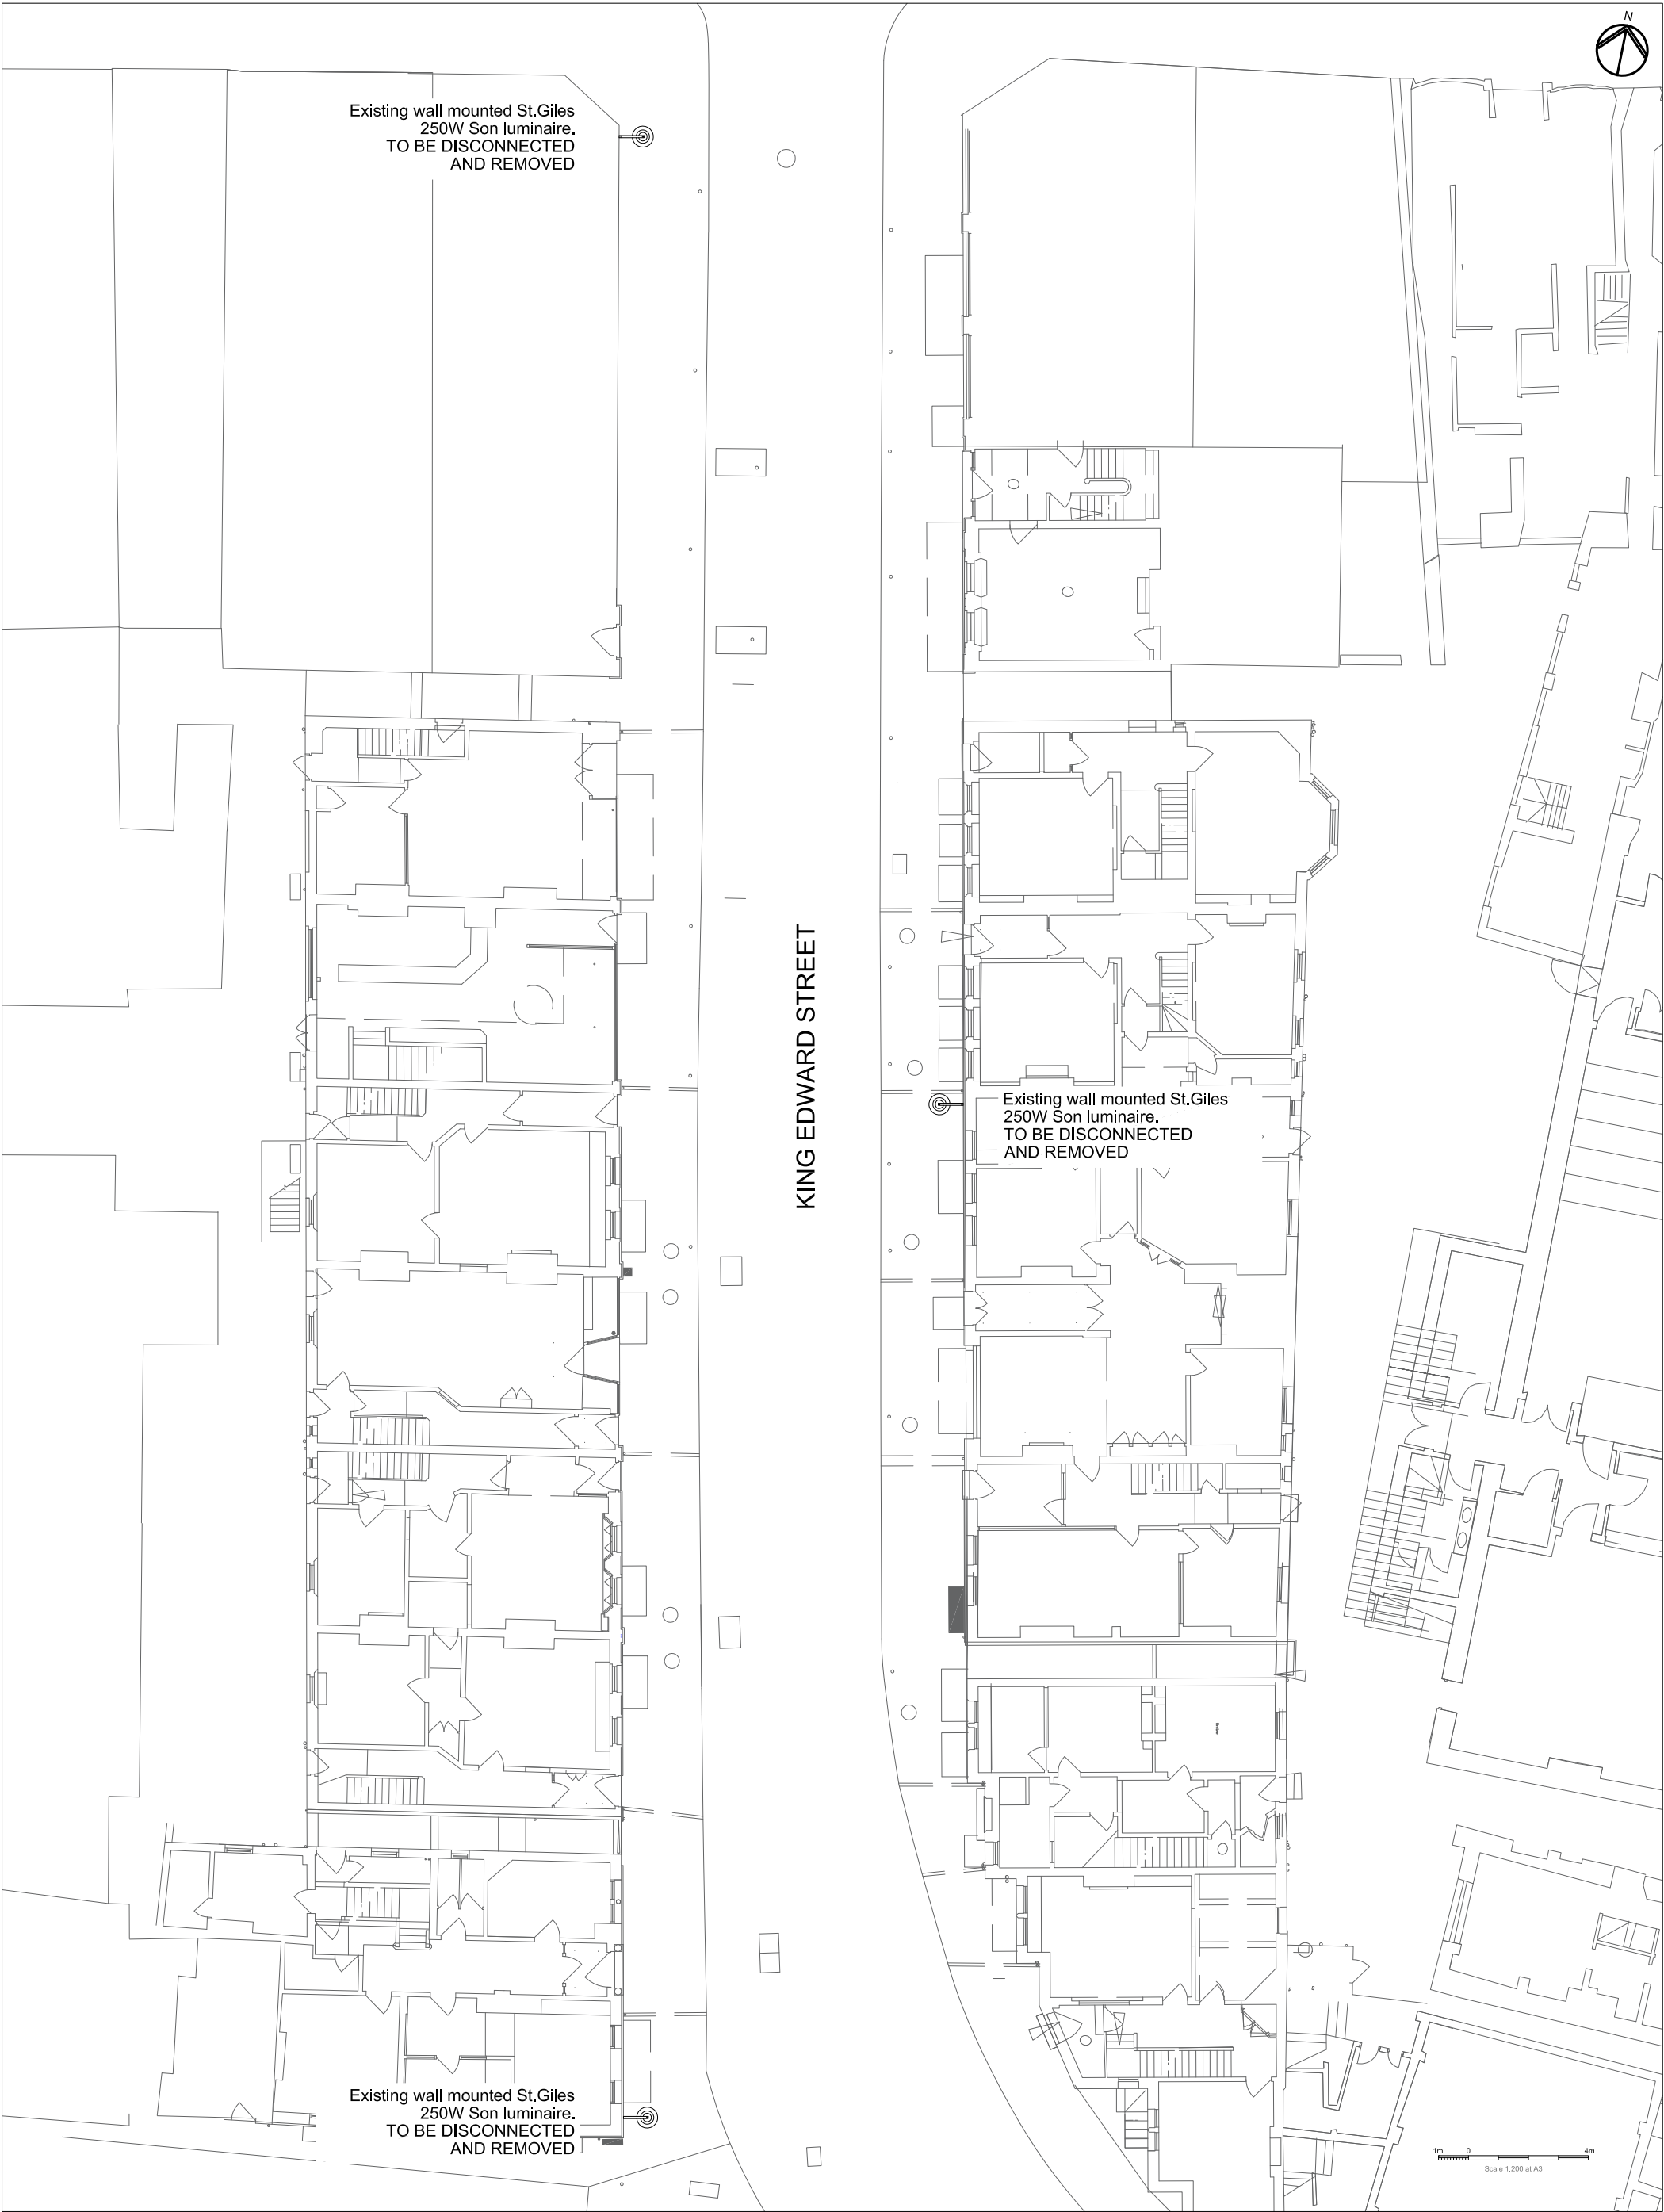 N
Existing wall mounted St.Giles
250W Son luminaire.
TO BE DISCONNECTED
AND REMOVED
KING EDWARD STREET
Existing wall mounted St.Giles
250W Son luminaire.
TO BE DISCONNECTED
AND REMOVED
Existing wall mounted St.Giles
250W Son luminaire.
TO BE DISCONNECTED
AND REMOVED
1m 0 4m
Scale 1:200 at A3